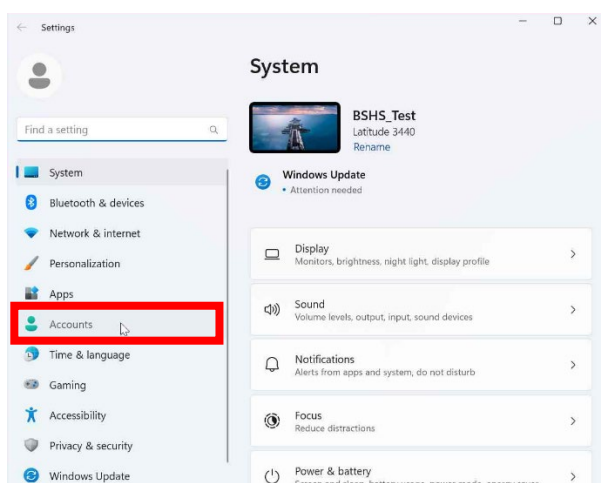 Settings
System
BSHS_Test
Latitude 3440
Rename
Find a setting
Windows Update
Attention needed
System
Bluetooth & devices
Network & internet
Personalization
Apps
Accounts
Time & language
Gaming
Accessibility
Privacy & security
Windows Update
Display
Monitors, brightness, night light, display profile
Sound
Volume levels, output, input, sound devices
Notifications
Alerts from apps and system, do not disturb
Focus
Reduce distractions
Power & battery